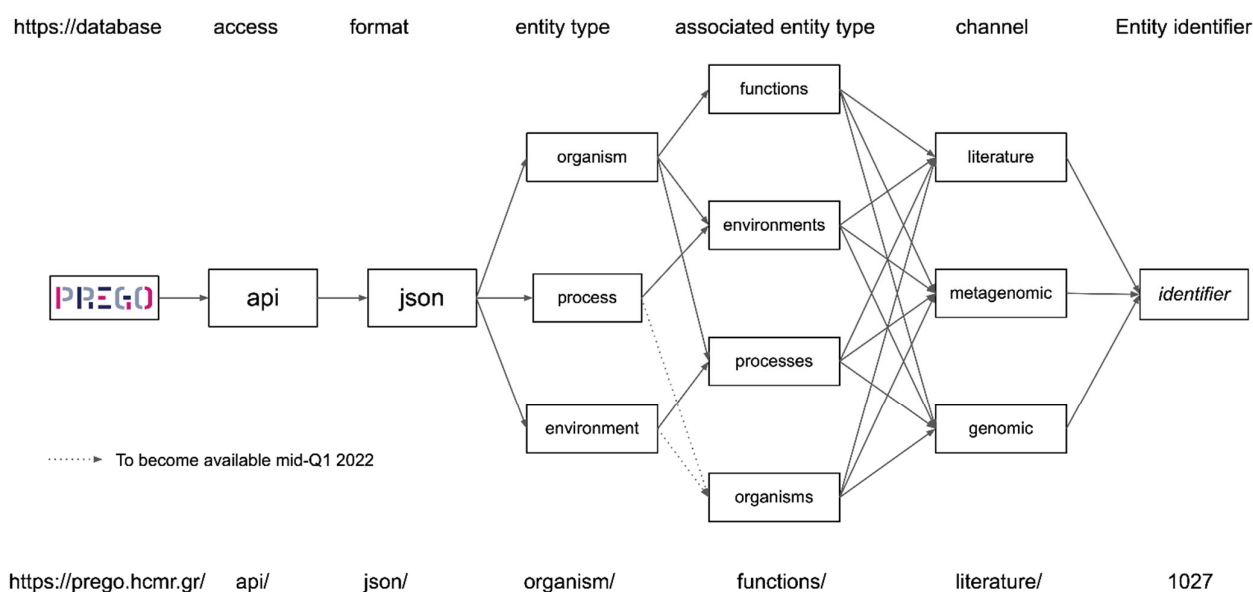 https://database access format entity type associated entity type channel Entity identifier
functions
organism literature
environments
PREGO api json process metagenomic identifier
processes
environment genomic
To become available mid-Q1 2022
organisms
https://prego.hcmr.gr/ api/ json/ organism/ functions/ literature/ 1027